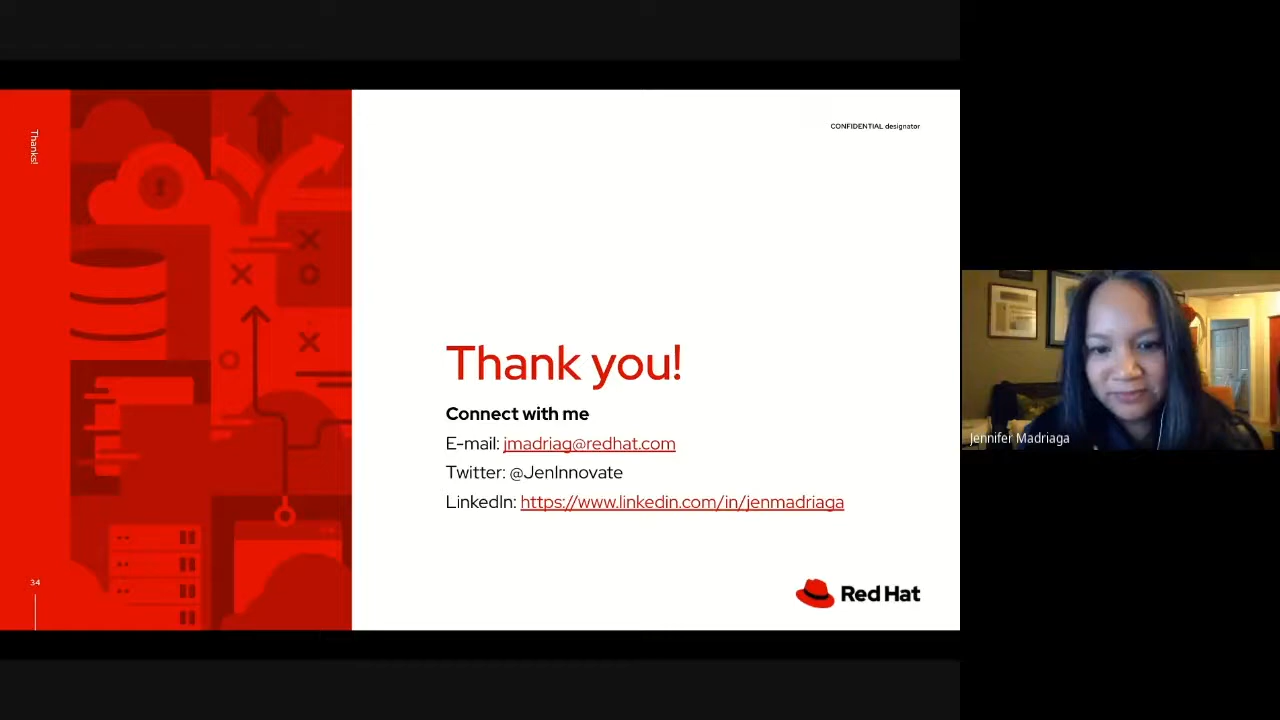 Thanks!
CONFIDENTIAL designator
Thank you!
Connect with me
E-mail: jmadriag@redhat.com
Twitter: @JenInnovate
LinkedIn: https://www.linkedin.com/in/jenmadriaga
34
Red Hat
Jennifer Madriaga